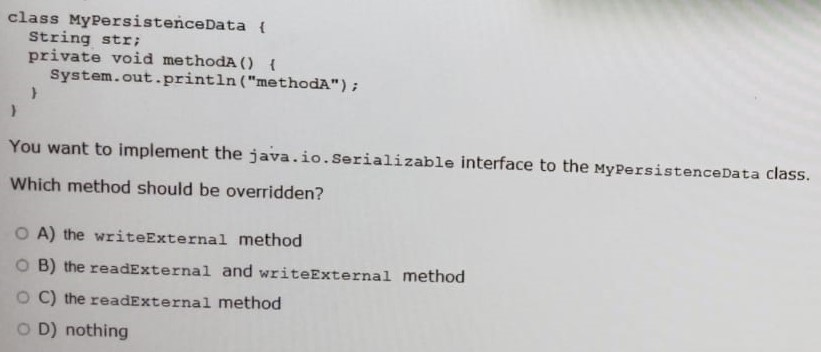 class MyPersistenceData {
String str;
private void methodA() {
System.out.println("methodA");
}
}
You want to implement the java.io.Serializable interface to the MyPersistenceData class.
Which method should be overridden?
A) the writeExternal method
B) the readExternal and writeExternal method
C) the readExternal method
D) nothing